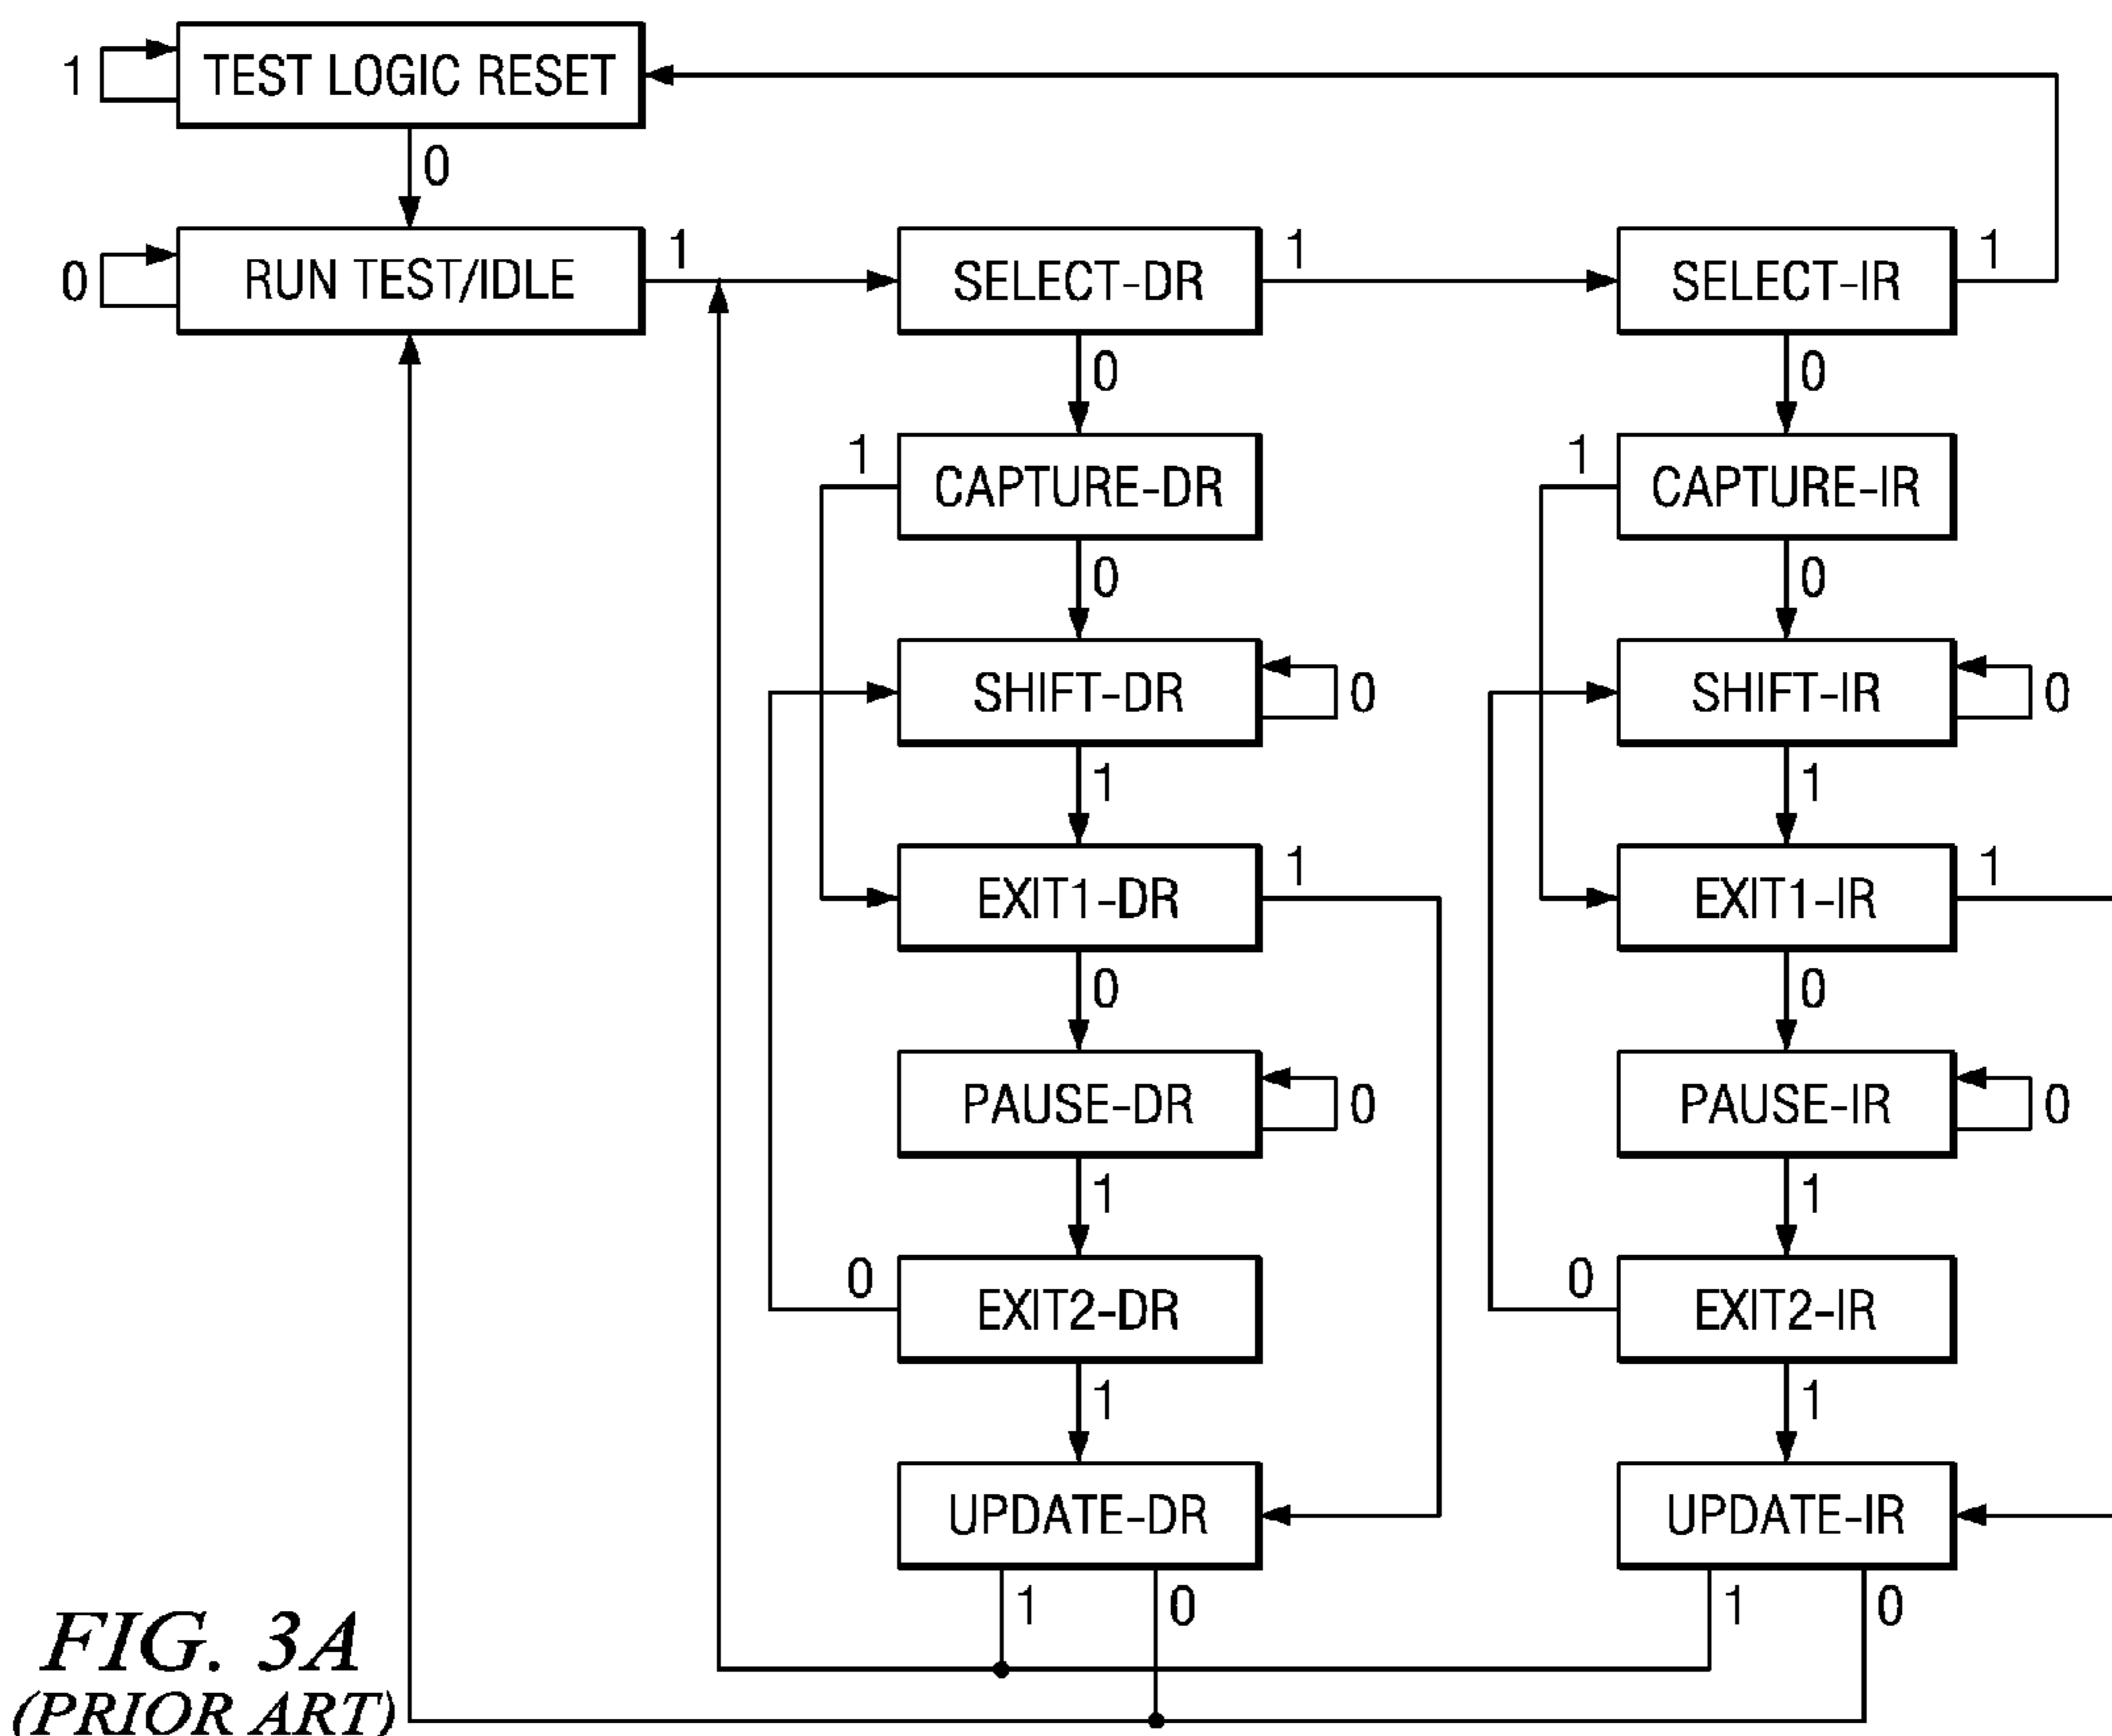 1 TEST LOGIC RESET
0
0 RUN TEST/IDLE 1 SELECT-DR 1 SELECT-IR 1
0 0
1 CAPTURE-DR 1 CAPTURE-IR
0 0
SHIFT-DR 0 SHIFT-IR 0
1 1
EXIT1-DR 1 EXIT1-IR 1
0 0
PAUSE-DR 0 PAUSE-IR 0
1 1
0 EXIT2-DR 0 EXIT2-IR
1 1
UPDATE-DR UPDATE-IR
1 0 1 0
FIG. 3A
(PRIOR ART)